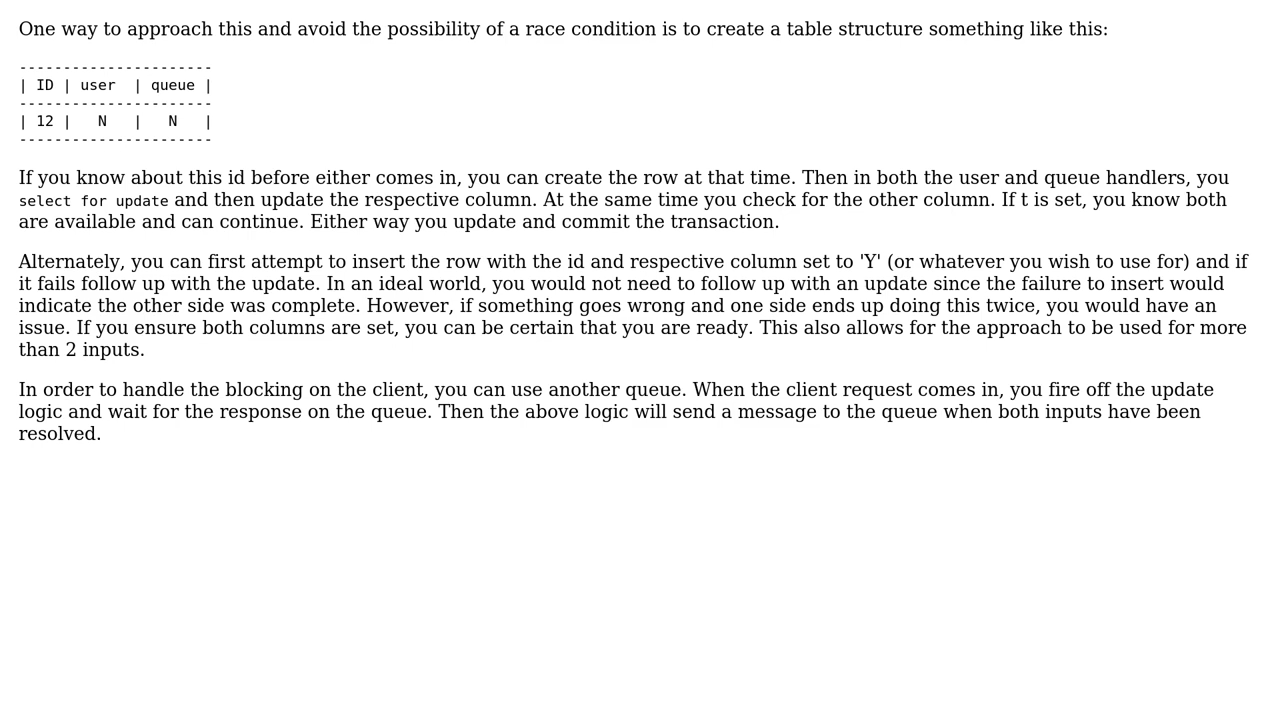 One way to approach this and avoid the possibility of a race condition is to create a table structure something like this:
----------------------
| ID | user  | queue |
----------------------
| 12 |   N   |   N   |
----------------------
If you know about this id before either comes in, you can create the row at that time. Then in both the user and queue handlers, you
select for update and then update the respective column. At the same time you check for the other column. If t is set, you know both
are available and can continue. Either way you update and commit the transaction.
Alternately, you can first attempt to insert the row with the id and respective column set to 'Y' (or whatever you wish to use for) and if
it fails follow up with the update. In an ideal world, you would not need to follow up with an update since the failure to insert would
indicate the other side was complete. However, if something goes wrong and one side ends up doing this twice, you would have an
issue. If you ensure both columns are set, you can be certain that you are ready. This also allows for the approach to be used for more
than 2 inputs.
In order to handle the blocking on the client, you can use another queue. When the client request comes in, you fire off the update
logic and wait for the response on the queue. Then the above logic will send a message to the queue when both inputs have been
resolved.